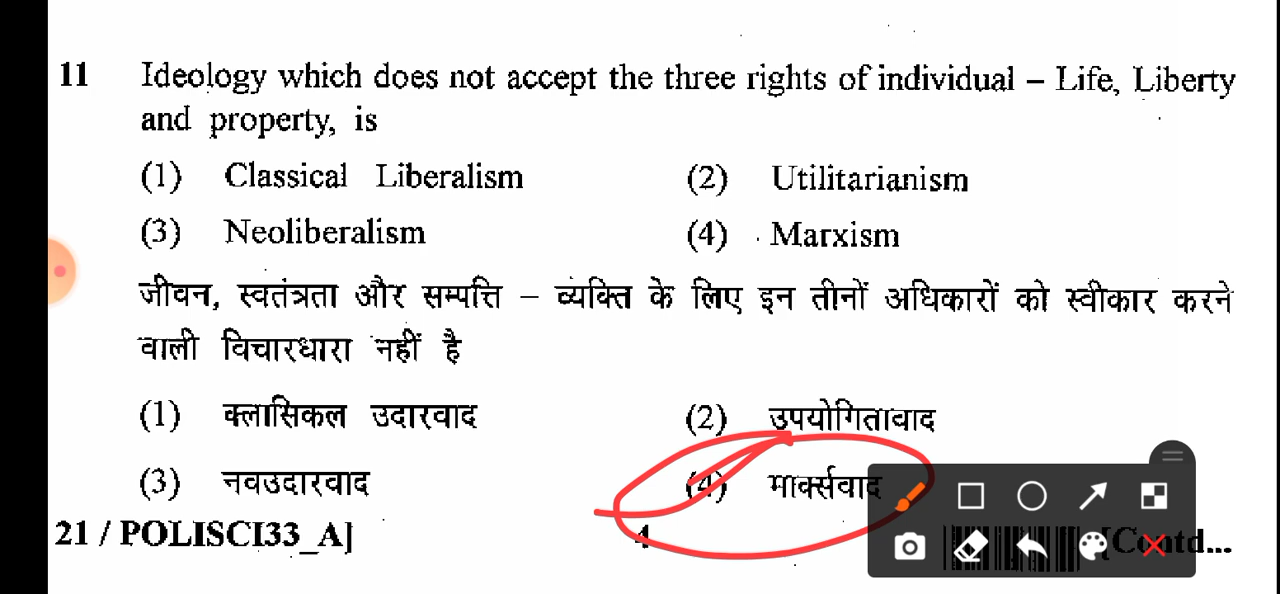 11 Ideology which does not accept the three rights of individual – Life, Liberty
and property, is
(1) Classical Liberalism (2) Utilitarianism
(3) Neoliberalism (4) Marxism
जीवन, स्वतंत्रता और सम्पत्ति – व्यक्ति के लिए इन तीनों अधिकारों को स्वीकार करने
वाली विचारधारा नहीं है
(1) क्लासिकल उदारवाद (2) उपयोगितावाद
(3) नवउदारवाद (4) मार्क्सवाद
21 / POLISCI33_A] 4 [Contd...